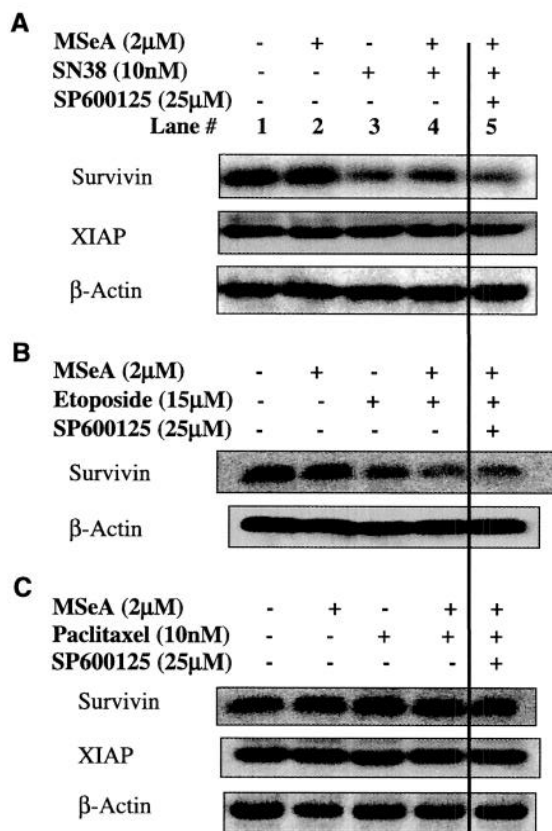 A
MSeA (2μM) - + - + +
SN38 (10nM) - - + + +
SP600125 (25μM) - - - - +
Lane # 1 2 3 4 5
Survivin
XIAP
β-Actin
B
MSeA (2μM) - + - + +
Etoposide (15μM) - - + + +
SP600125 (25μM) - - - - +
Survivin
β-Actin
C
MSeA (2μM) - + - + +
Paclitaxel (10nM) - - + + +
SP600125 (25μM) - - - - +
Survivin
XIAP
β-Actin